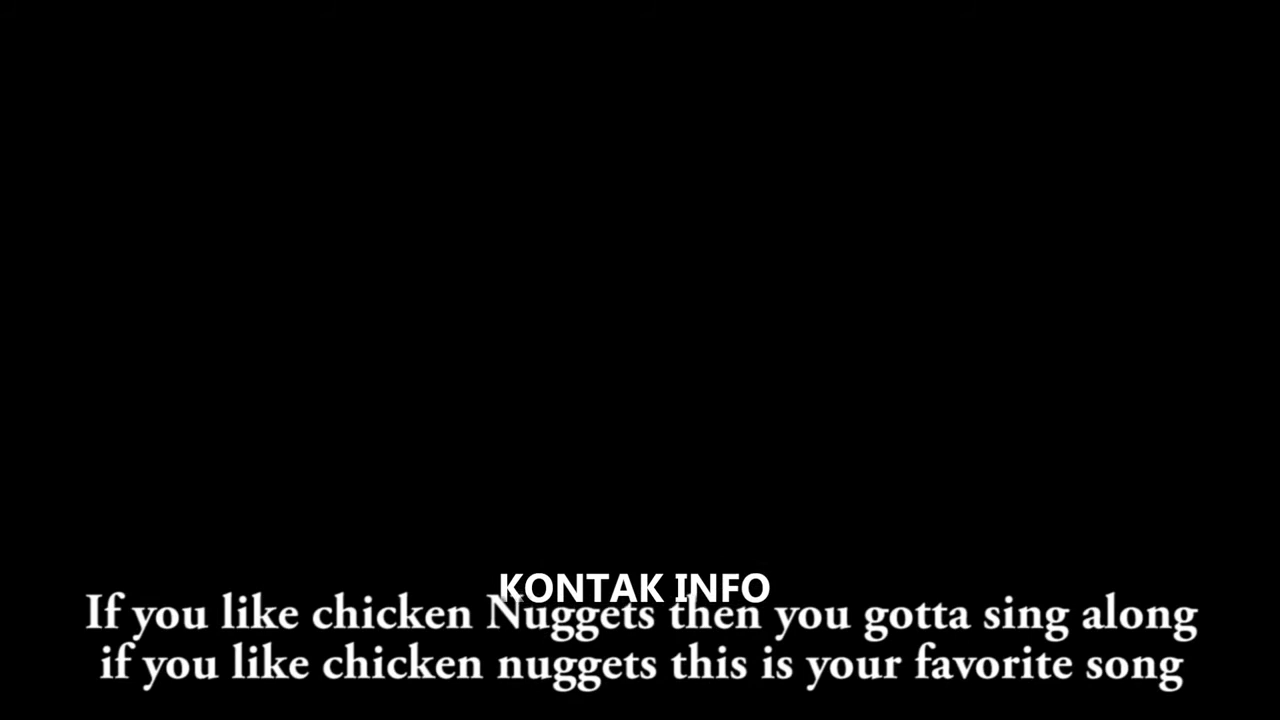 KONTAK INFO
If you like chicken Nuggets then you gotta sing along
if you like chicken nuggets this is your favorite song